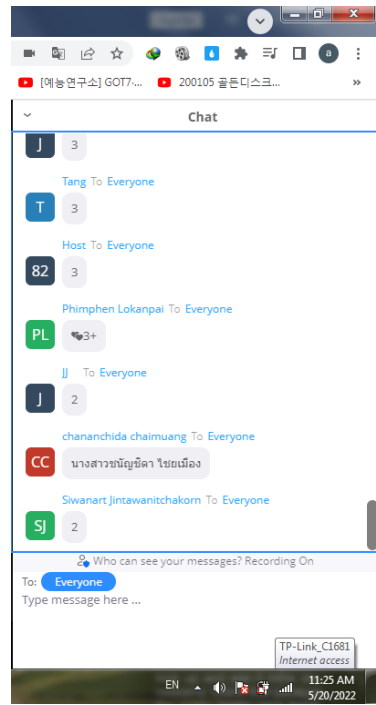 [예능연구소] GOT7·...
200105 골든디스크...
a
Chat
J
3
Tang To Everyone
T
3
Host To Everyone
82
3
Phimphen Lokanpai To Everyone
PL
3+
JJ To Everyone
J
2
chananchida chaimuang To Everyone
CC
นางสาวชนัญชิดา ไชยเมือง
Siwanart Jintawanitchakorn To Everyone
SJ
2
Who can see your messages? Recording On
To: Everyone
Type message here ...
TP-Link_C1681
Internet access
EN
11:25 AM
5/20/2022